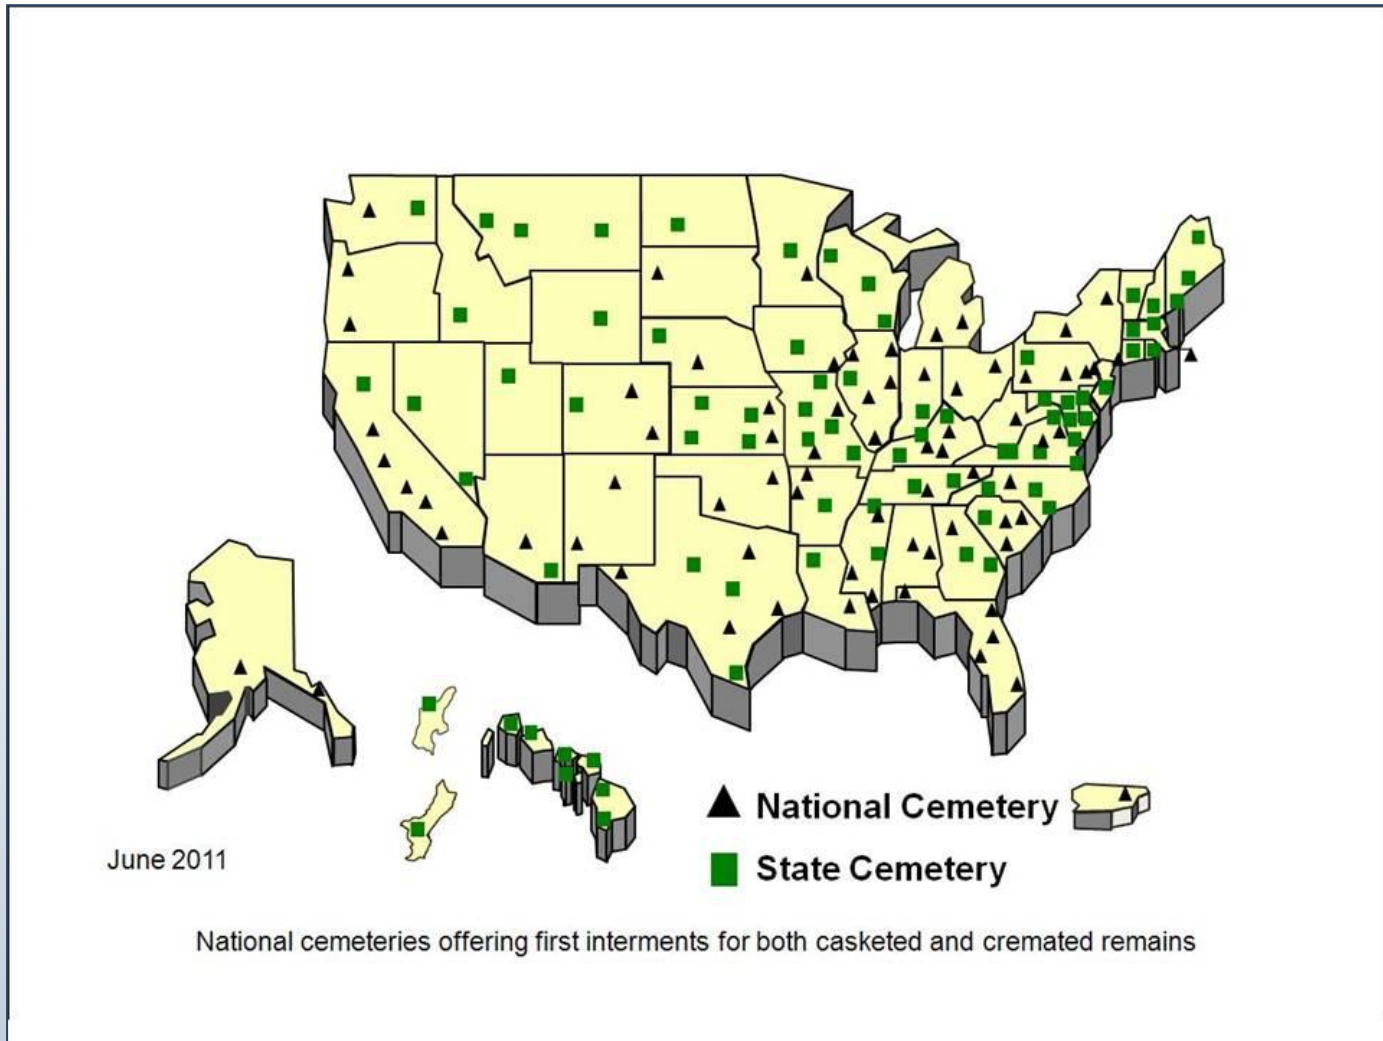 National Cemetery
June 2011
State Cemetery
National cemeteries offering first interments for both casketed and cremated remains